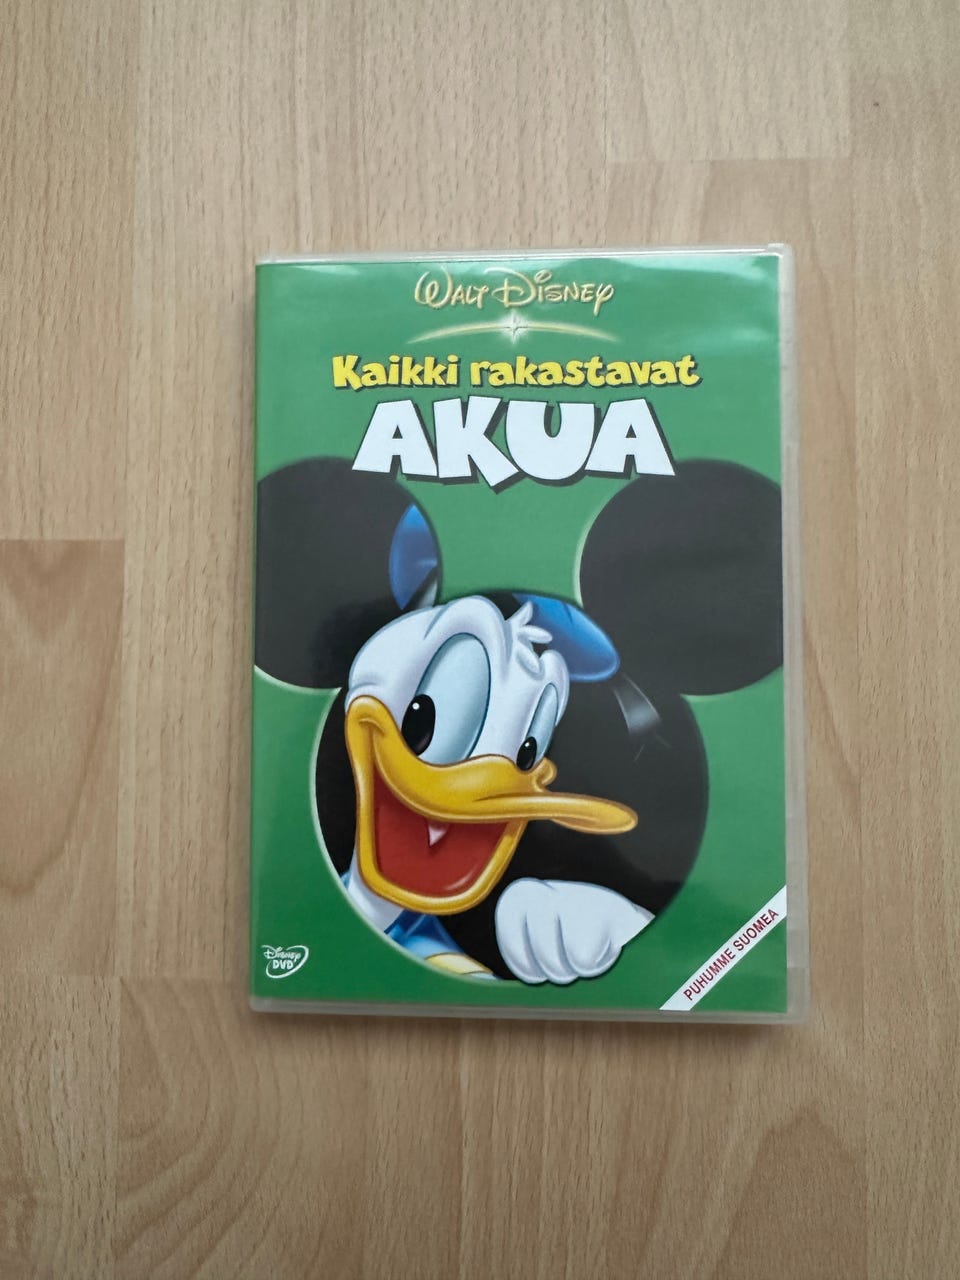 WALT DISNEY
Kaikki rakastavat
AKUA
DISNEY
DVD
PUHUMME SUOMEA